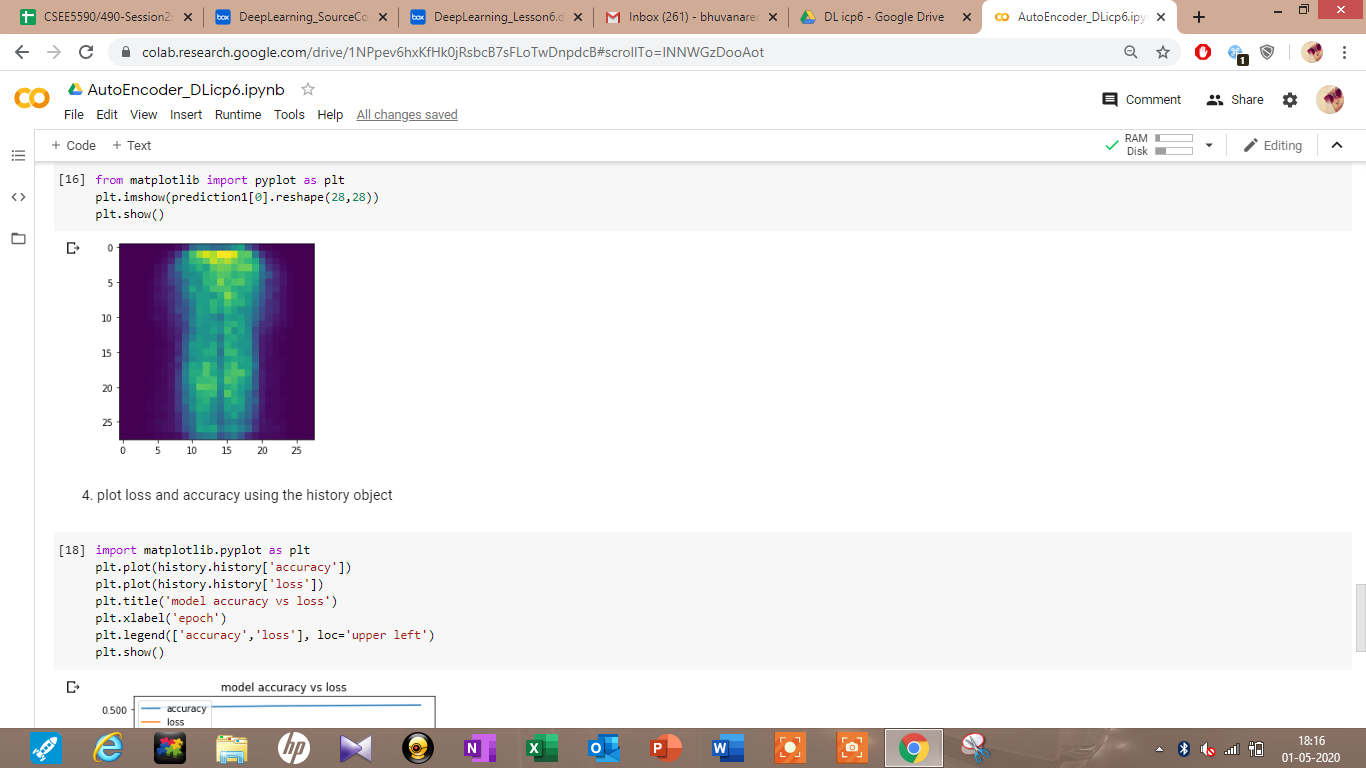 CSEE5590/490-Session2
DeepLearning_SourceCo
DeepLearning_Lesson6.d
Inbox (261) - bhuvanared
DL icp6 - Google Drive
AutoEncoder_DLicp6.ipy
colab.research.google.com/drive/1NPpev6hxKfHk0jRsbcB7sFLoTwDnpdcB#scrollTo=lNNWGzDooAot
1
AutoEncoder_DLicp6.ipynb
File Edit View Insert Runtime Tools Help All changes saved
Comment
Share
+ Code + Text
RAM
Disk
Editing
[16] from matplotlib import pyplot as plt
plt.imshow(prediction1[0].reshape(28,28))
plt.show()
0
5
10
15
20
25
0 5 10 15 20 25
4. plot loss and accuracy using the history object
[18] import matplotlib.pyplot as plt
plt.plot(history.history['accuracy'])
plt.plot(history.history['loss'])
plt.title('model accuracy vs loss')
plt.xlabel('epoch')
plt.legend(['accuracy','loss'], loc='upper left')
plt.show()
model accuracy vs loss
0.500
accuracy
loss
18:16
01-05-2020